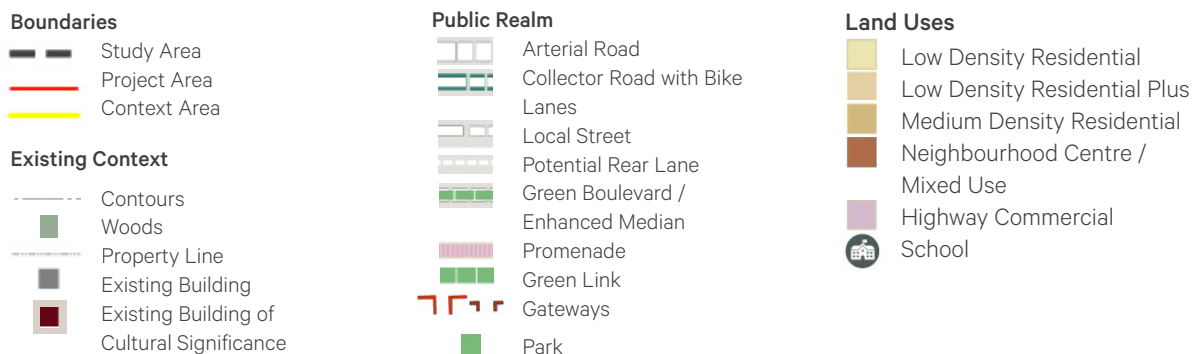 Boundaries
Study Area
Project Area
Context Area
Existing Context
Contours
Woods
Property Line
Existing Building
Existing Building of
Cultural Significance
Public Realm
Arterial Road
Collector Road with Bike
Lanes
Local Street
Potential Rear Lane
Green Boulevard /
Enhanced Median
Promenade
Green Link
Gateways
Park
Land Uses
Low Density Residential
Low Density Residential Plus
Medium Density Residential
Neighbourhood Centre /
Mixed Use
Highway Commercial
School